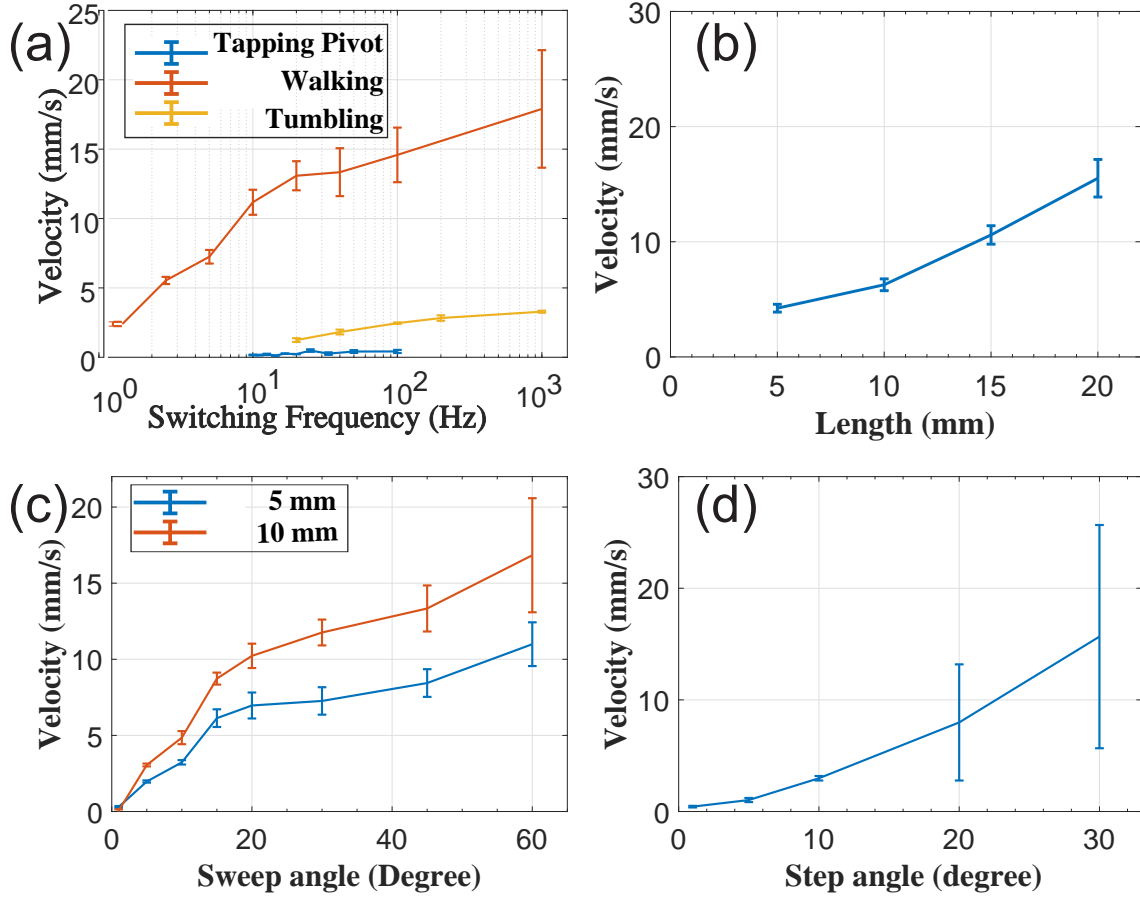 (a)
25
20
15
10
5
0
Velocity (mm/s)
Tapping Pivot
Walking
Tumbling
10^0 10^1 10^2 10^3
Switching Frequency (Hz)
(b)
30
20
10
0
Velocity (mm/s)
0 5 10 15 20
Length (mm)
(c)
20
15
10
5
0
Velocity (mm/s)
5 mm
10 mm
0 20 40 60
Sweep angle (Degree)
(d)
30
20
10
0
Velocity (mm/s)
0 10 20 30
Step angle (degree)